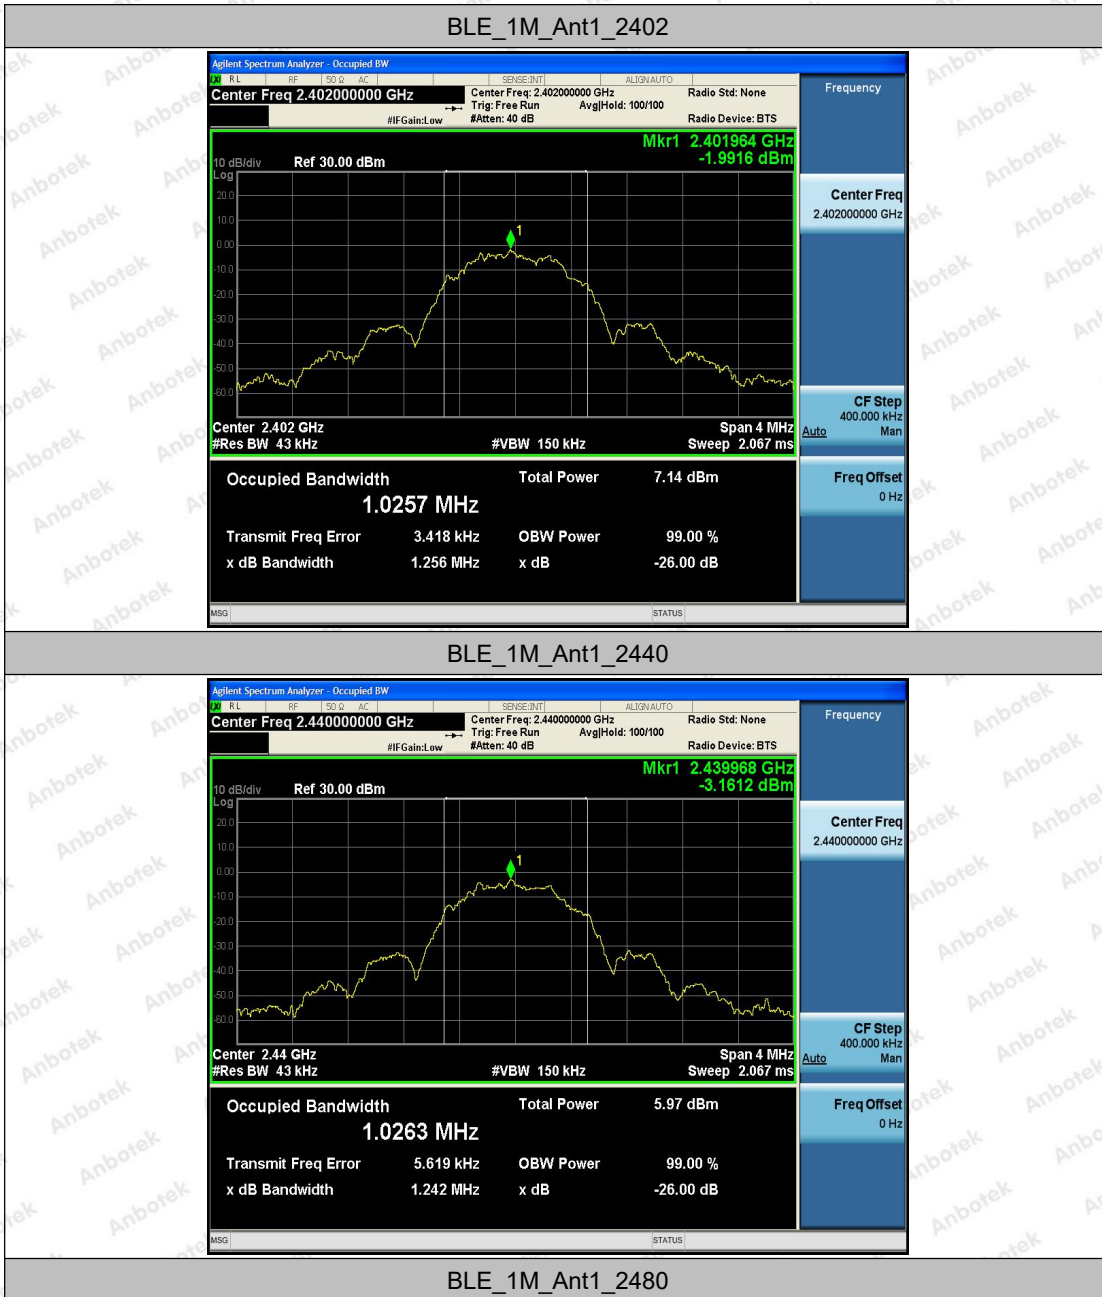 BLE_1M_Ant1_2402
Agilent Spectrum Analyzer - Occupied BW
LXI RL RF 50 Ω AC SENSE:INT ALIGNAUTO
Center Freq 2.402000000 GHz
Center Freq: 2.402000000 GHz Radio Std: None
Trig: Free Run Avg|Hold: 100/100
#IFGain:Low #Atten: 40 dB Radio Device: BTS
Frequency
Mkr1 2.401964 GHz
-1.9916 dBm
10 dB/div Ref 30.00 dBm
Log
20.0
10.0
0.00
-10.0
-20.0
-30.0
-40.0
-50.0
-60.0
1
Center Freq
2.402000000 GHz
CF Step
400.000 kHz
Auto Man
Center 2.402 GHz Span 4 MHz
#Res BW 43 kHz #VBW 150 kHz Sweep 2.067 ms
Freq Offset
0 Hz
Occupied Bandwidth Total Power 7.14 dBm
1.0257 MHz
Transmit Freq Error 3.418 kHz OBW Power 99.00 %
x dB Bandwidth 1.256 MHz x dB -26.00 dB
MSG STATUS
BLE_1M_Ant1_2440
Agilent Spectrum Analyzer - Occupied BW
LXI RL RF 50 Ω AC SENSE:INT ALIGNAUTO
Center Freq 2.440000000 GHz
Center Freq: 2.440000000 GHz Radio Std: None
Trig: Free Run Avg|Hold: 100/100
#IFGain:Low #Atten: 40 dB Radio Device: BTS
Frequency
Mkr1 2.439968 GHz
-3.1612 dBm
10 dB/div Ref 30.00 dBm
Log
20.0
10.0
0.00
-10.0
-20.0
-30.0
-40.0
-50.0
-60.0
1
Center Freq
2.440000000 GHz
CF Step
400.000 kHz
Auto Man
Center 2.44 GHz Span 4 MHz
#Res BW 43 kHz #VBW 150 kHz Sweep 2.067 ms
Freq Offset
0 Hz
Occupied Bandwidth Total Power 5.97 dBm
1.0263 MHz
Transmit Freq Error 5.619 kHz OBW Power 99.00 %
x dB Bandwidth 1.242 MHz x dB -26.00 dB
MSG STATUS
BLE_1M_Ant1_2480